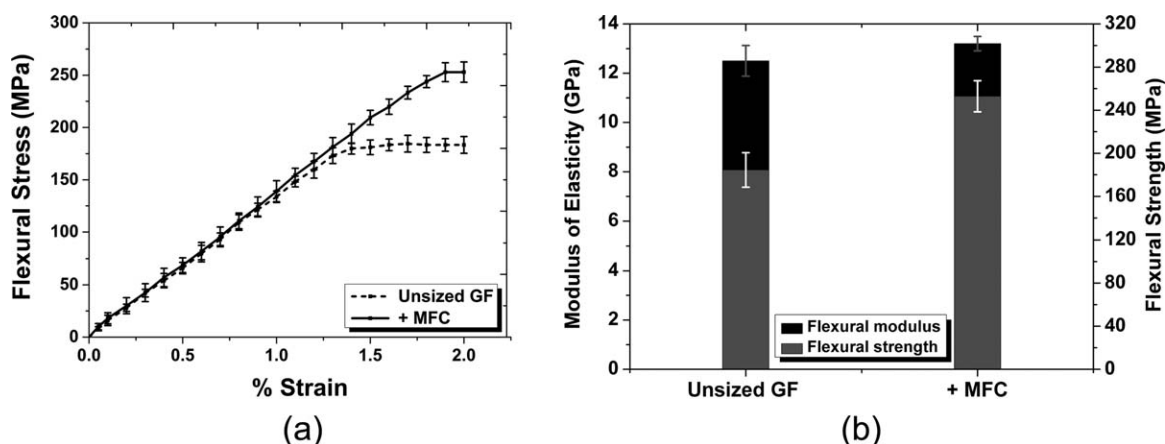 300
250
200
150
100
50
0
Flexural Stress (MPa)
0.0 0.5 1.0 1.5 2.0
% Strain
Unsized GF
+ MFC
(a)
14
12
10
8
6
4
2
0
Modulus of Elasticity (GPa)
320
280
240
200
160
120
80
40
0
Flexural Strength (MPa)
Flexural modulus
Flexural strength
Unsized GF + MFC
(b)